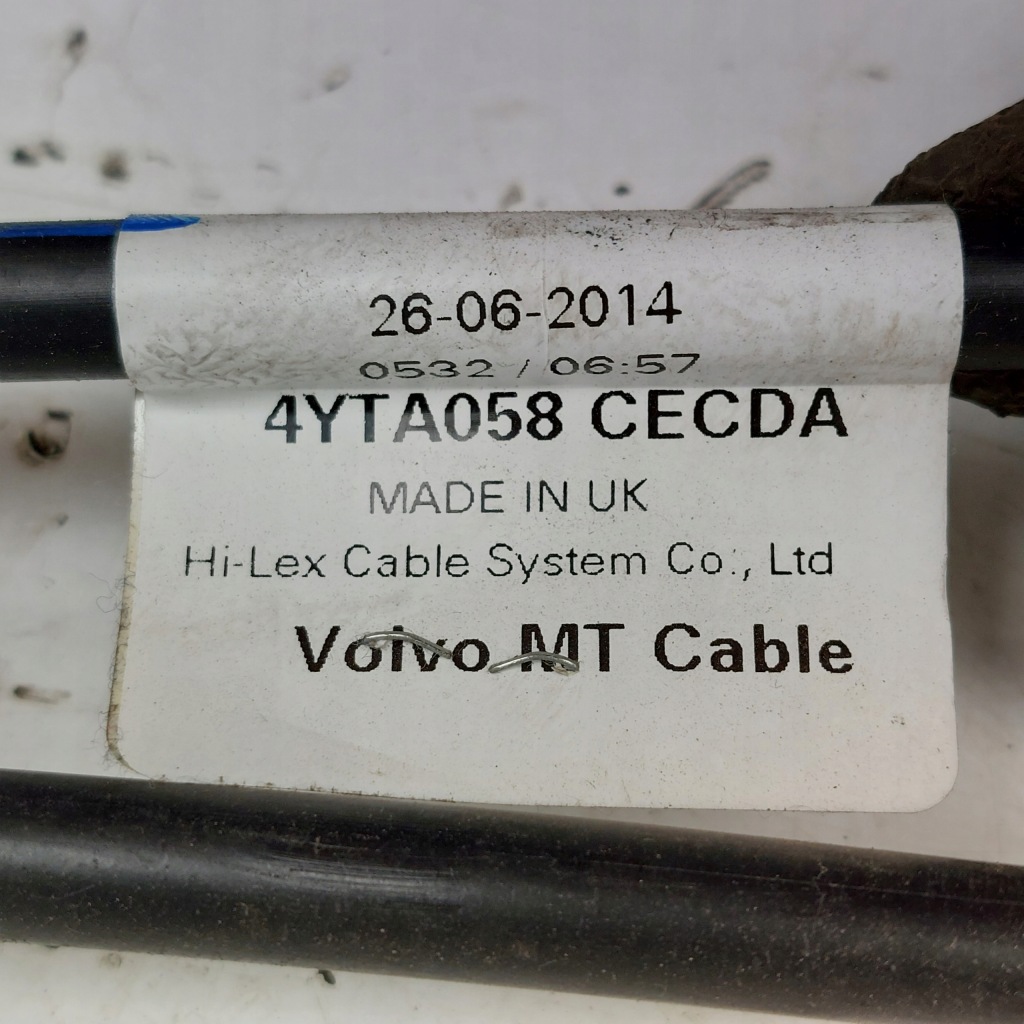 26-06-2014
0532 / 06:57
4YTA058 CECDA
MADE IN UK
Hi-Lex Cable System Co., Ltd
Volvo MT Cable